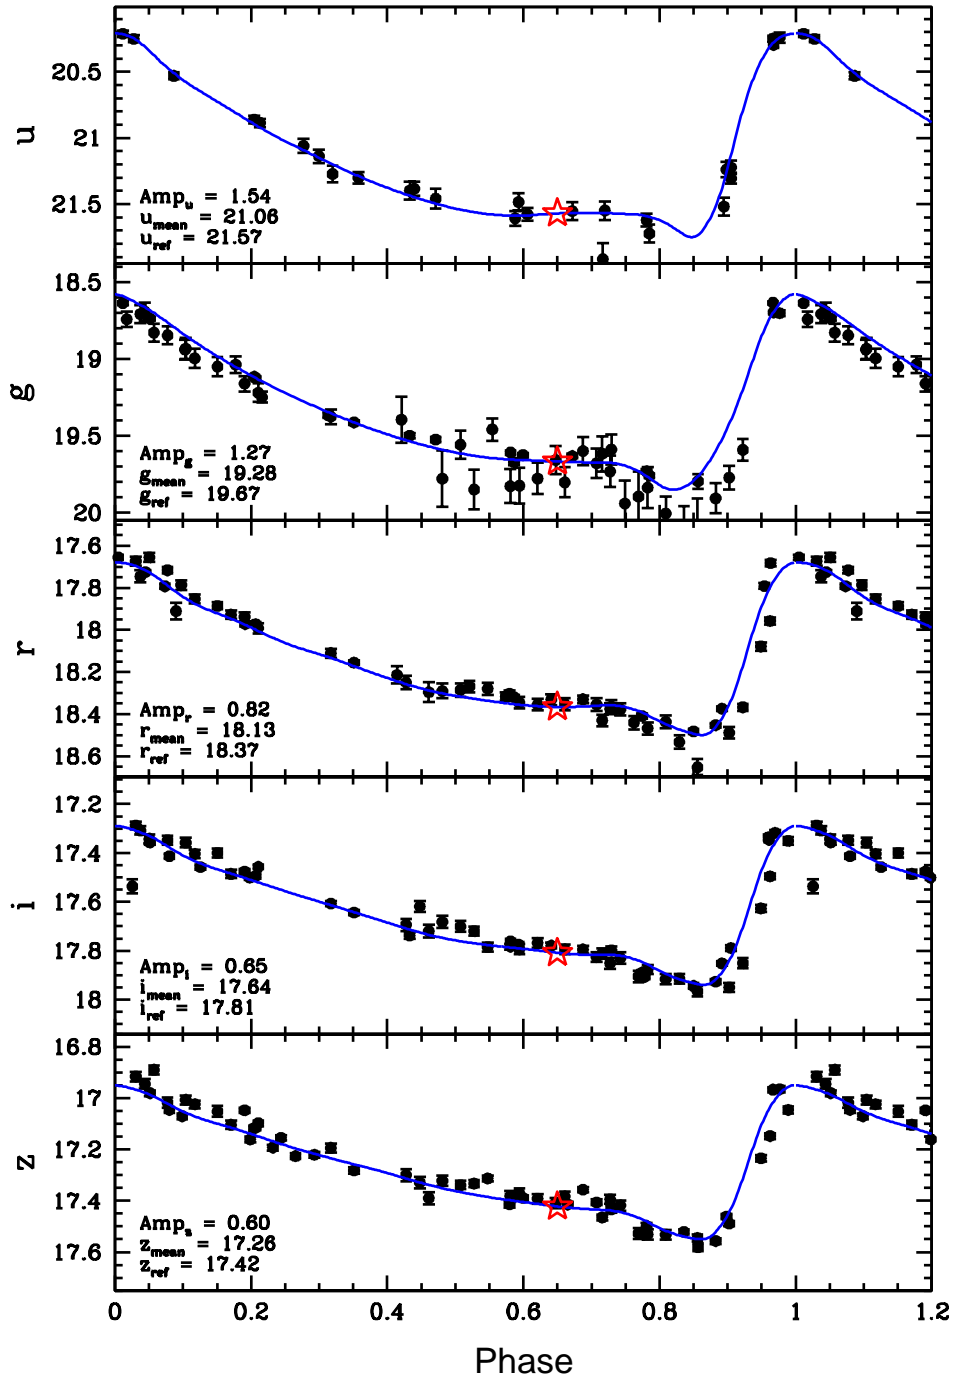 20.5
21
21.5
u
Amp_u = 1.54
u_mean = 21.06
u_ref = 21.57
18.5
19
19.5
20
g
Amp_g = 1.27
g_mean = 19.28
g_ref = 19.67
17.6
17.8
18
18.2
18.4
18.6
r
Amp_r = 0.82
r_mean = 18.13
r_ref = 18.37
17.2
17.4
17.6
17.8
18
i
Amp_i = 0.65
i_mean = 17.64
i_ref = 17.81
16.8
17
17.2
17.4
17.6
z
Amp_z = 0.60
z_mean = 17.26
z_ref = 17.42
0 0.2 0.4 0.6 0.8 1 1.2
Phase